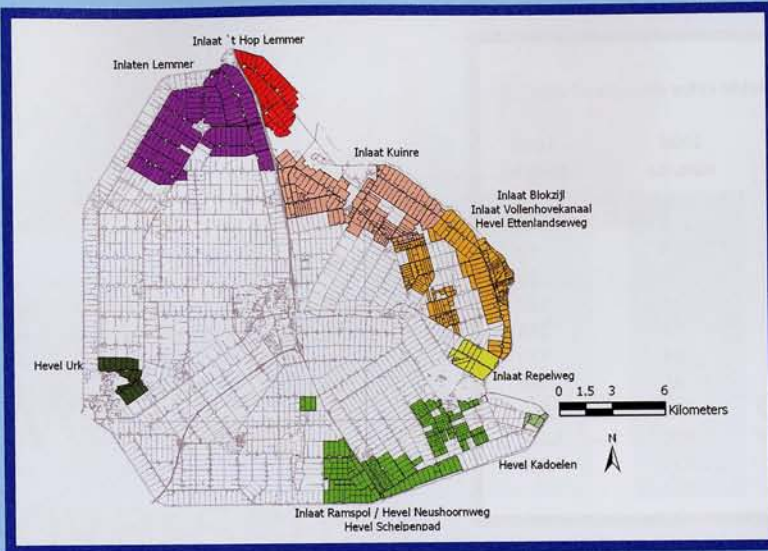 Inlaat `t Hop Lemmer
Inlaten Lemmer
Inlaat Kuinre
Inlaat Blokzijl
Inlaat Vollenhovekanaal
Hevel Ettenlandseweg
Hevel Urk
Inlaat Repelweg
0 1.5 3 6
Kilometers
N
Hevel Kadoelen
Inlaat Ramspol / Hevel Neushoornweg
Hevel Schelpenpad